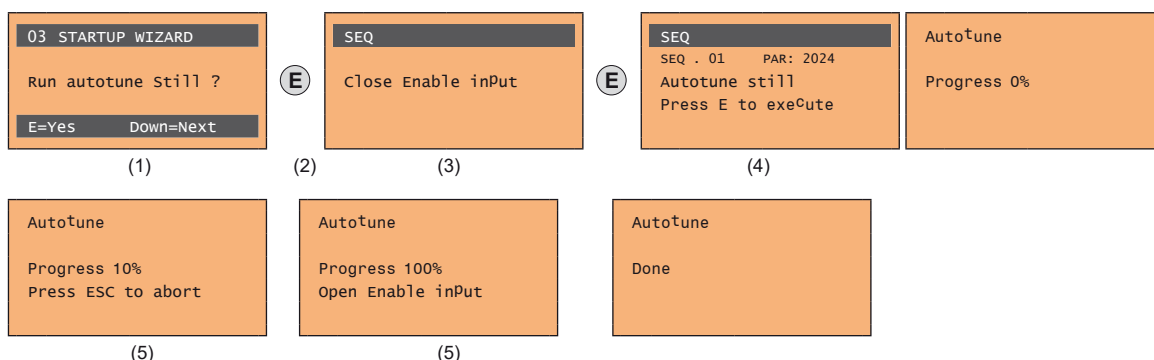 03 STARTUP WIZARD
Run autotune Still ?
E=Yes Down=Next
(1)
E
(2)
SEQ
Close Enable input
(3)
E
SEQ
SEQ . 01 PAR: 2024
Autotune still
Press E to execute
(4)
Autotune
Progress 0%
Autotune
Progress 10%
Press ESC to abort
(5)
Autotune
Progress 100%
Open Enable input
(5)
Autotune
Done